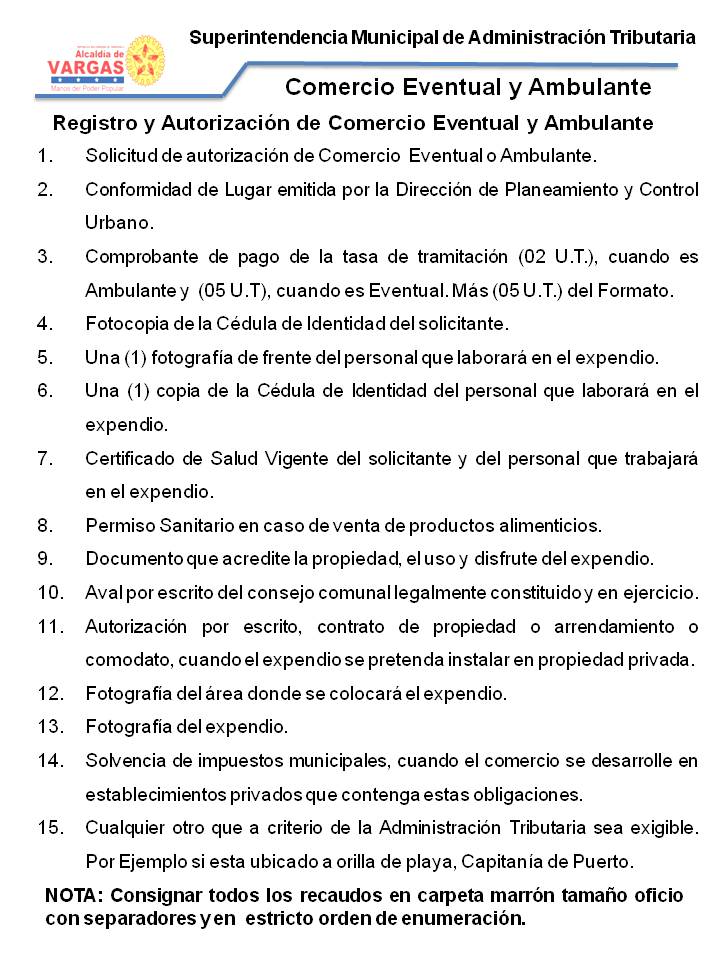 Superintendencia Municipal de Administración Tributaria
Alcaldía de
VARGAS
Manos del Poder Popular
Comercio Eventual y Ambulante
Registro y Autorización de Comercio Eventual y Ambulante
1. Solicitud de autorización de Comercio Eventual o Ambulante.
2. Conformidad de Lugar emitida por la Dirección de Planeamiento y Control
Urbano.
3. Comprobante de pago de la tasa de tramitación (02 U.T.), cuando es
Ambulante y (05 U.T), cuando es Eventual. Más (05 U.T.) del Formato.
4. Fotocopia de la Cédula de Identidad del solicitante.
5. Una (1) fotografía de frente del personal que laborará en el expendio.
6. Una (1) copia de la Cédula de Identidad del personal que laborará en el
expendio.
7. Certificado de Salud Vigente del solicitante y del personal que trabajará
en el expendio.
8. Permiso Sanitario en caso de venta de productos alimenticios.
9. Documento que acredite la propiedad, el uso y disfrute del expendio.
10. Aval por escrito del consejo comunal legalmente constituido y en ejercicio.
11. Autorización por escrito, contrato de propiedad o arrendamiento o
comodato, cuando el expendio se pretenda instalar en propiedad privada.
12. Fotografía del área donde se colocará el expendio.
13. Fotografía del expendio.
14. Solvencia de impuestos municipales, cuando el comercio se desarrolle en
establecimientos privados que contenga estas obligaciones.
15. Cualquier otro que a criterio de la Administración Tributaria sea exigible.
Por Ejemplo si esta ubicado a orilla de playa, Capitanía de Puerto.
NOTA: Consignar todos los recaudos en carpeta marrón tamaño oficio
con separadores y en estricto orden de enumeración.